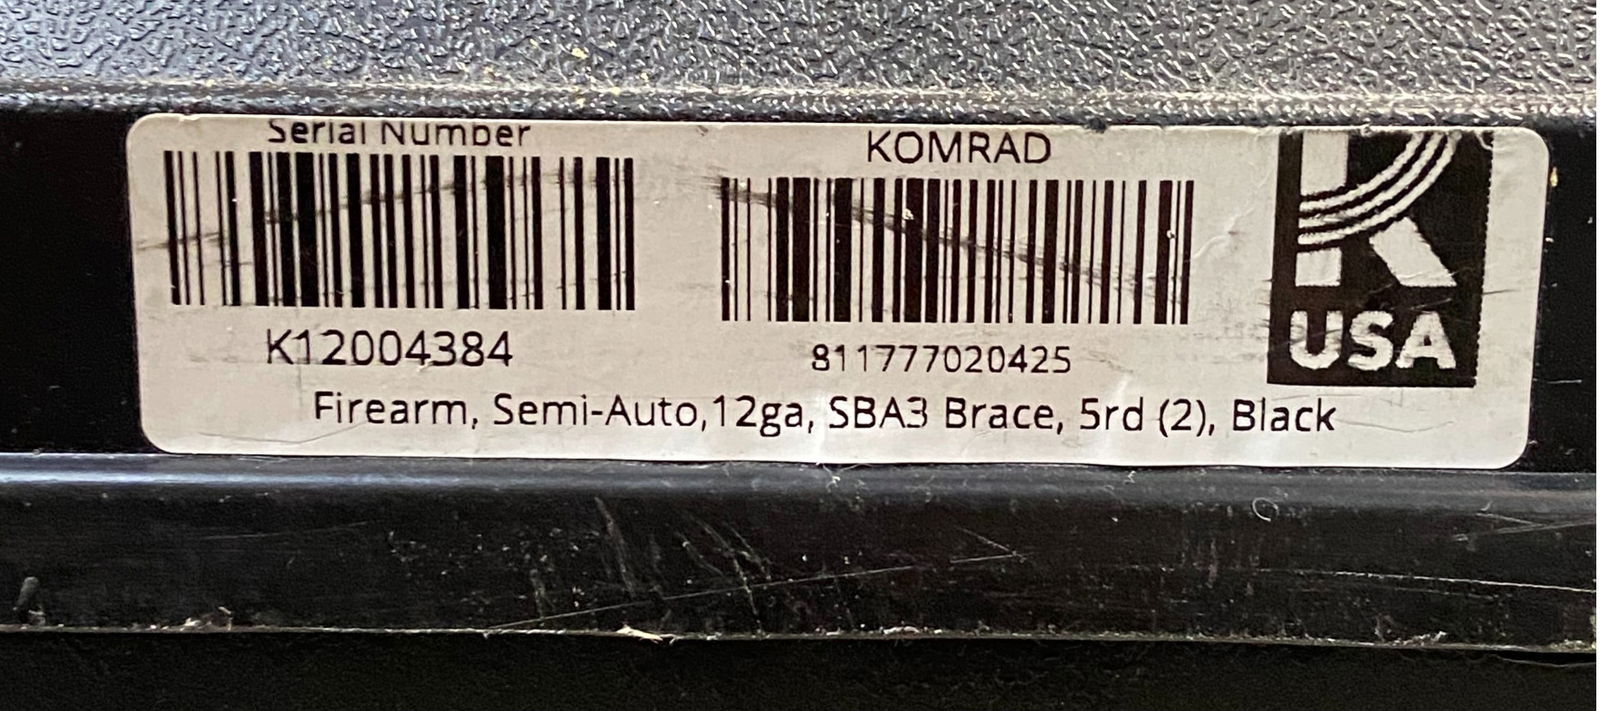 Serial Number
KOMRAD
K12004384
811777020425
Firearm, Semi-Auto,12ga, SBA3 Brace, 5rd (2), Black
K
USA